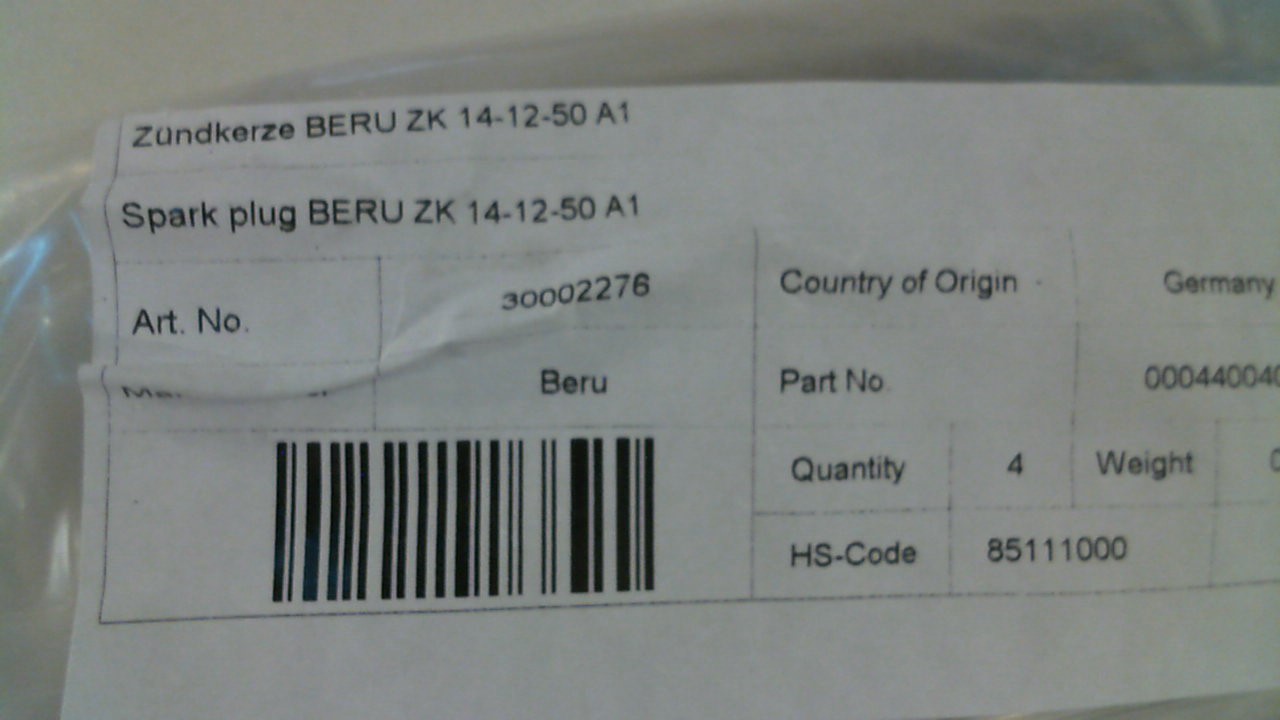 Zündkerze BERU ZK 14-12-50 A1
Spark plug BERU ZK 14-12-50 A1
Art. No. 30002276 Country of Origin Germany
Beru Part No. 00044004
Quantity 4 Weight
HS-Code 85111000